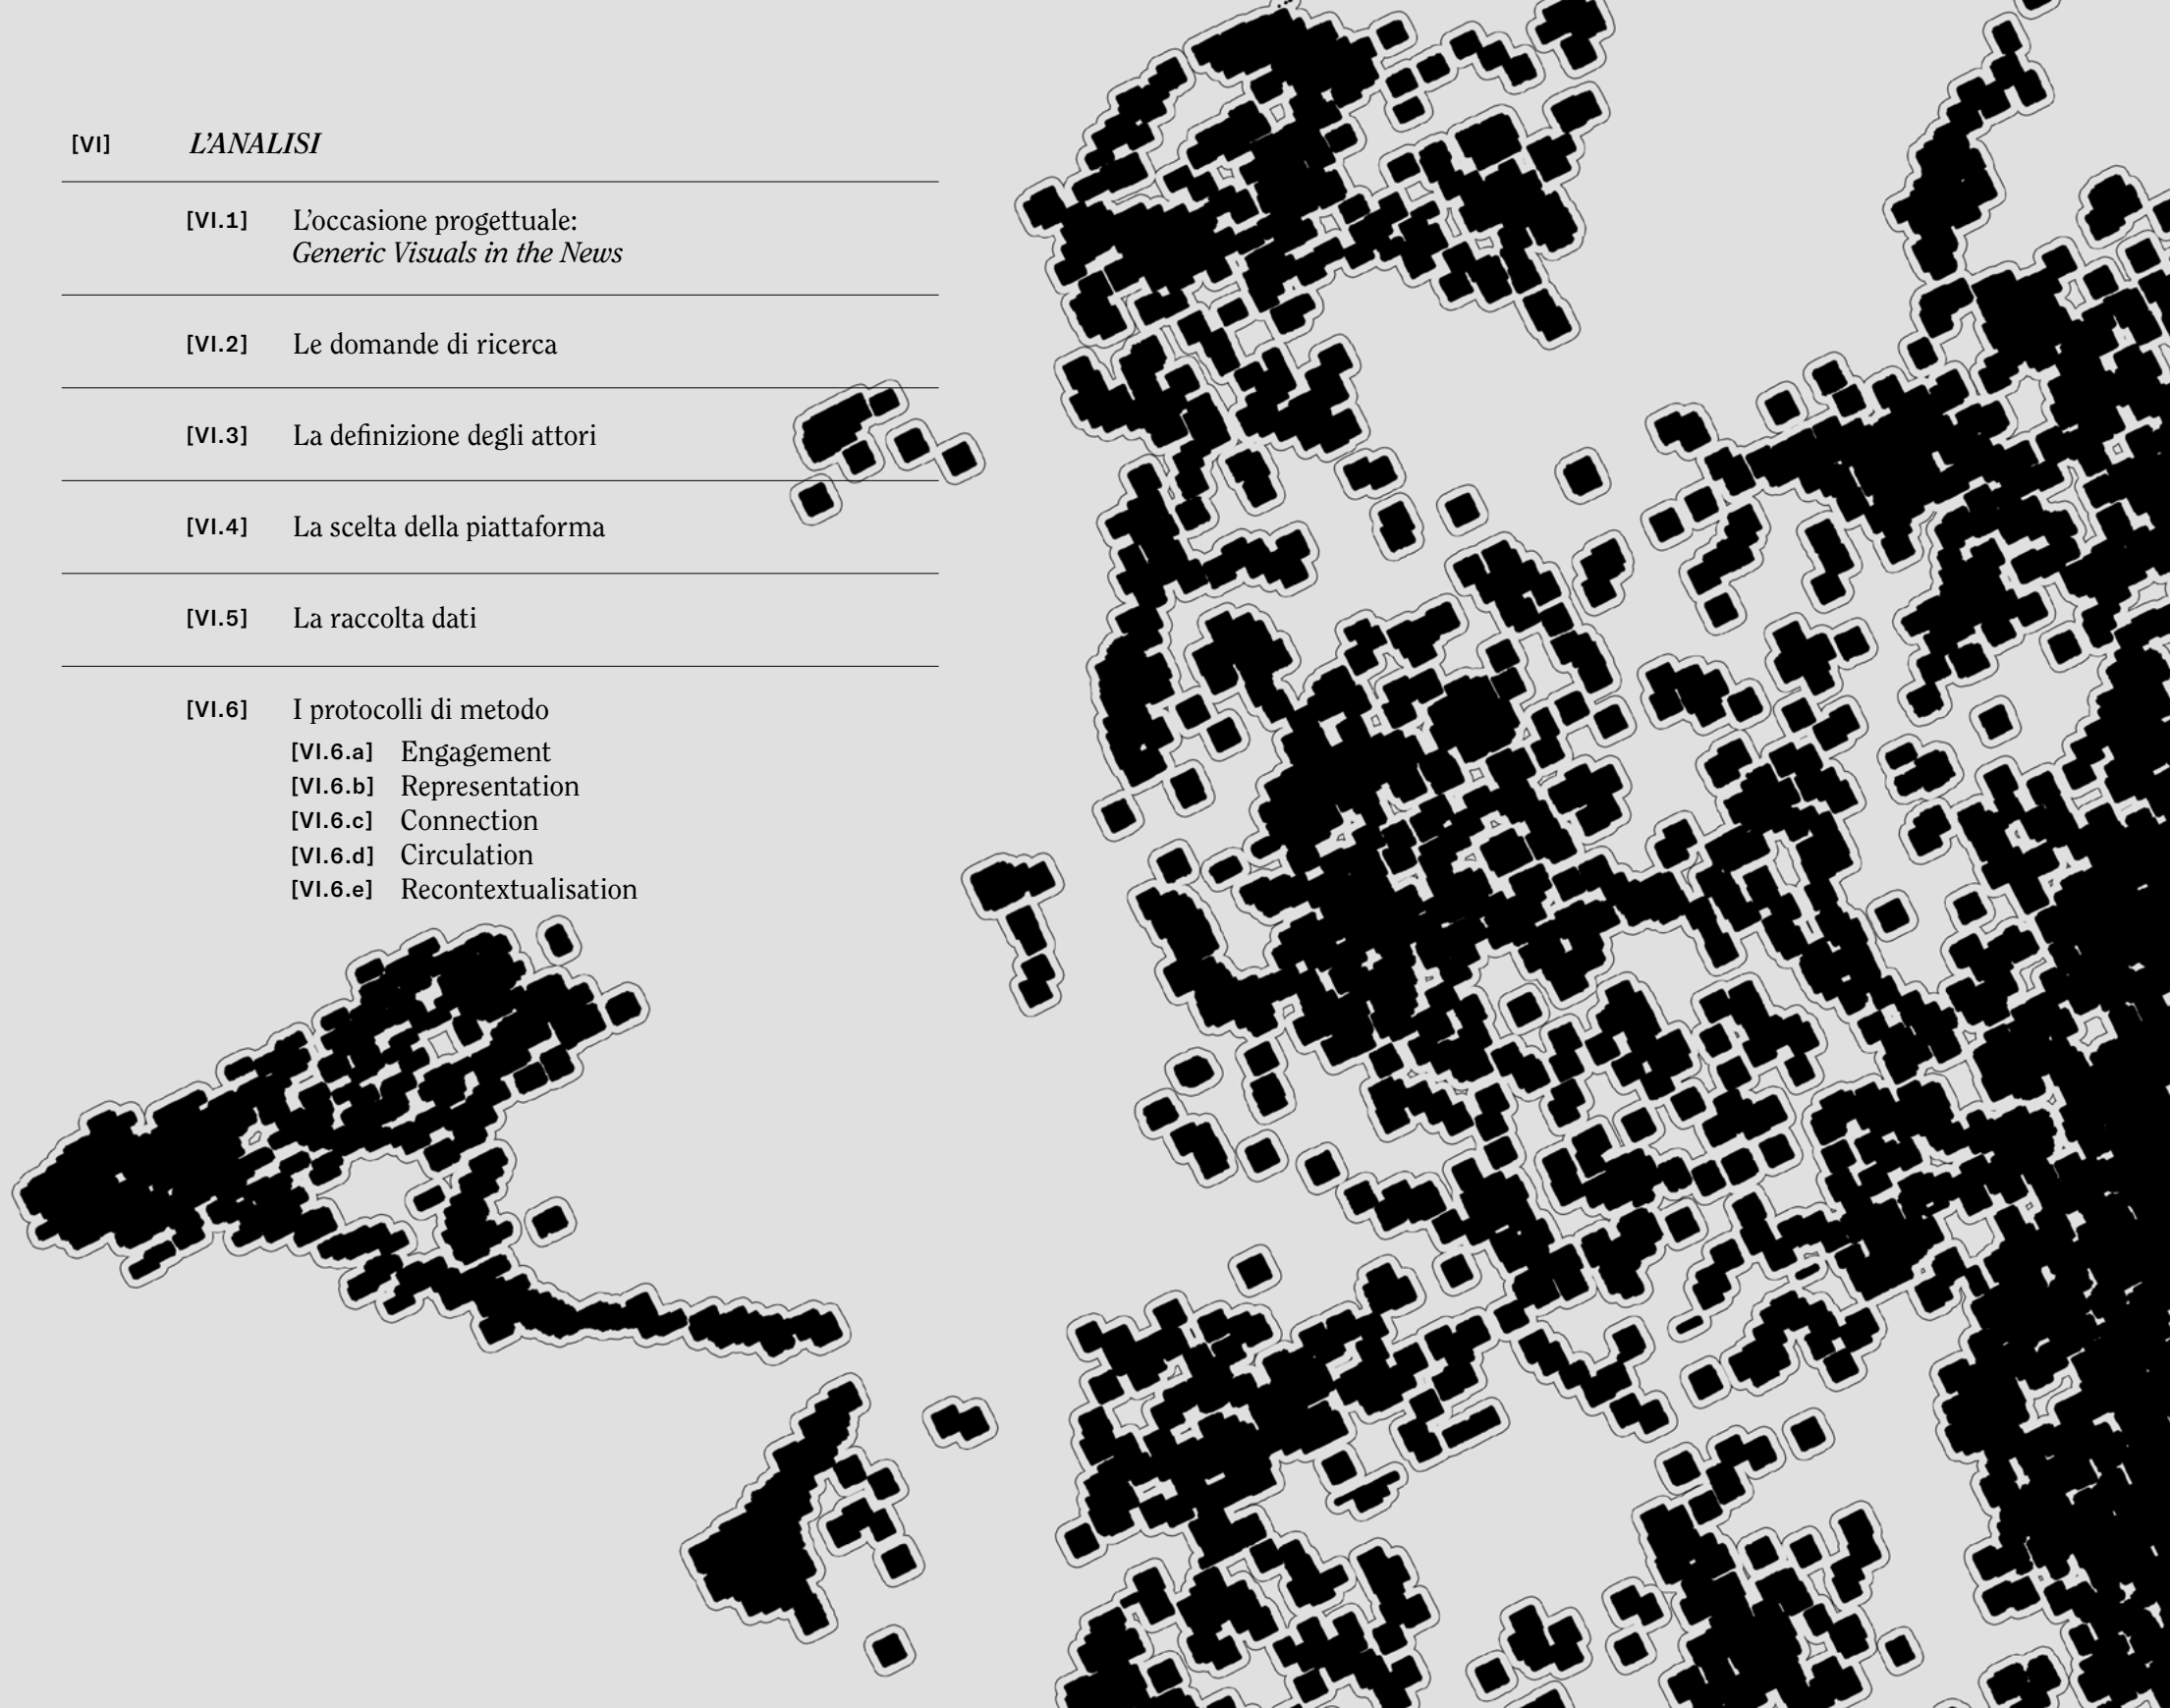 [VI] L’ANALISI
[VI.1] L’occasione progettuale:
Generic Visuals in the News
[VI.2] Le domande di ricerca
[VI.3] La definizione degli attori
[VI.4] La scelta della piattaforma
[VI.5] La raccolta dati
[VI.6] I protocolli di metodo
[VI.6.a] Engagement
[VI.6.b] Representation
[VI.6.c] Connection
[VI.6.d] Circulation
[VI.6.e] Recontextualisation